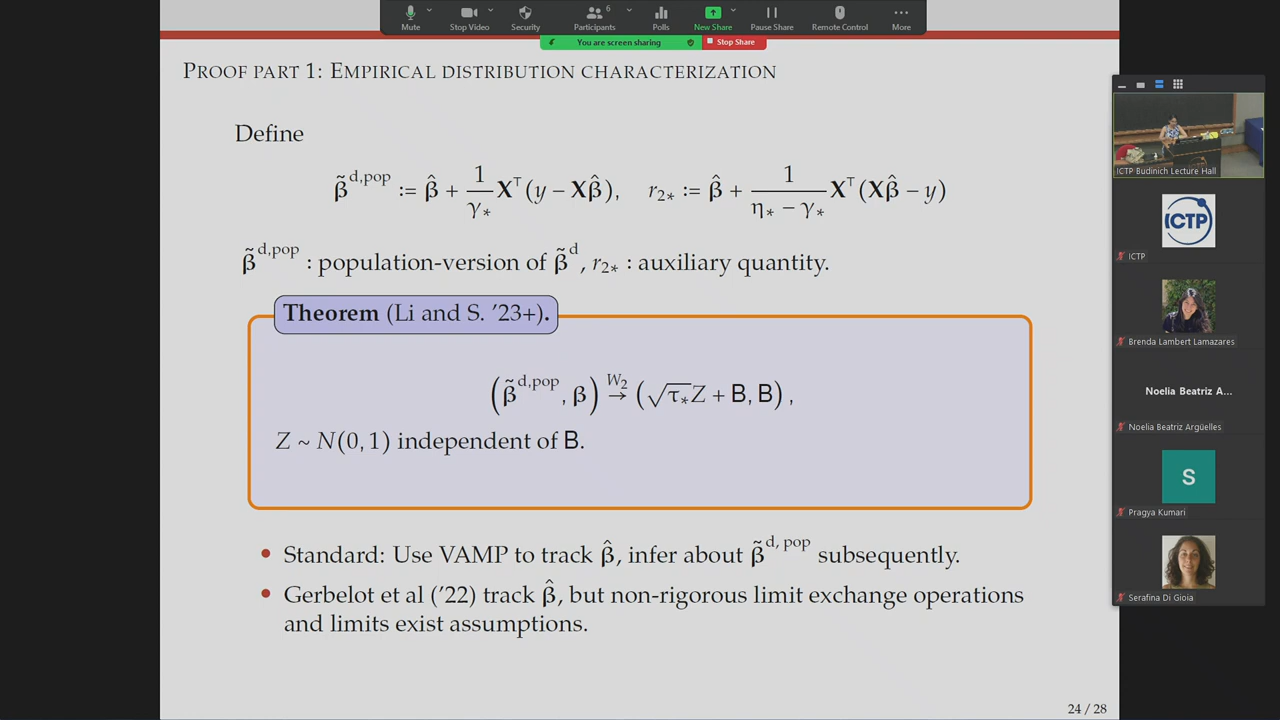 Mute
Stop Video
Security
Participants
6
Polls
New Share
Pause Share
Remote Control
More
You are screen sharing
Stop Share
PROOF PART 1: EMPIRICAL DISTRIBUTION CHARACTERIZATION
Define
β̃^{d,pop} := β̂ + 1/γ_* X^⊤(y − Xβ̂), r_{2*} := β̂ + 1/(η_* − γ_*) X^⊤(Xβ̂ − y)
β̃^{d,pop} : population-version of β̃^d, r_{2*} : auxiliary quantity.
Theorem (Li and S. ’23+).
(β̃^{d,pop}, β) →^{W_2} (√τ_* Z + B, B),
Z ~ N(0, 1) independent of B.
• Standard: Use VAMP to track β̂, infer about β̃^{d, pop} subsequently.
• Gerbelot et al (’22) track β̂, but non-rigorous limit exchange operations
and limits exist assumptions.
24 / 28
ICTP Budinich Lecture Hall
ICTP
ICTP
Brenda Lambert Lamazares
Noelia Beatriz A...
Noelia Beatriz Argüelles
S
Pragya Kumari
Serafina Di Gioia